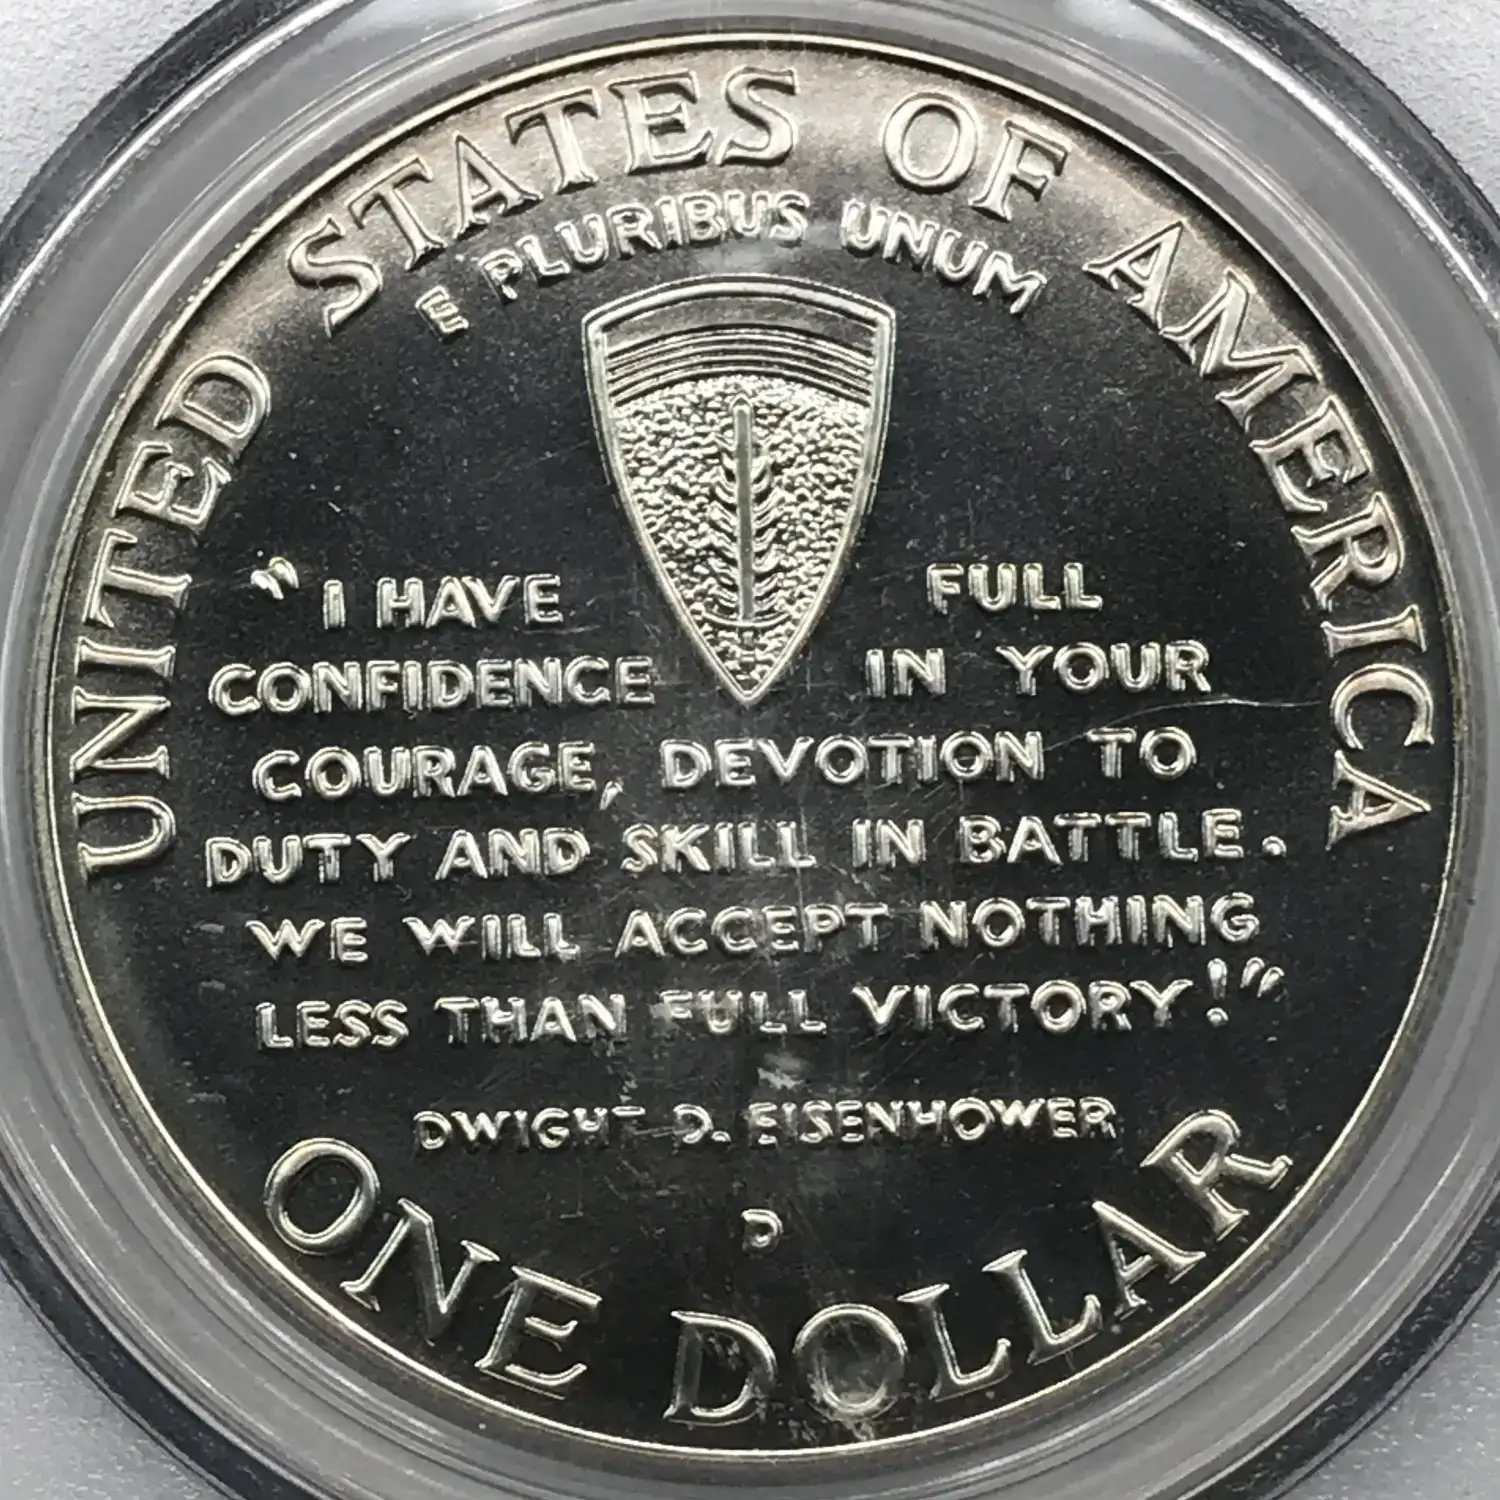 UNITED STATES OF AMERICA
E PLURIBUS UNUM
"I HAVE FULL
CONFIDENCE IN YOUR
COURAGE, DEVOTION TO
DUTY AND SKILL IN BATTLE.
WE WILL ACCEPT NOTHING
LESS THAN FULL VICTORY!"
DWIGHT D. EISENHOWER
D
ONE DOLLAR